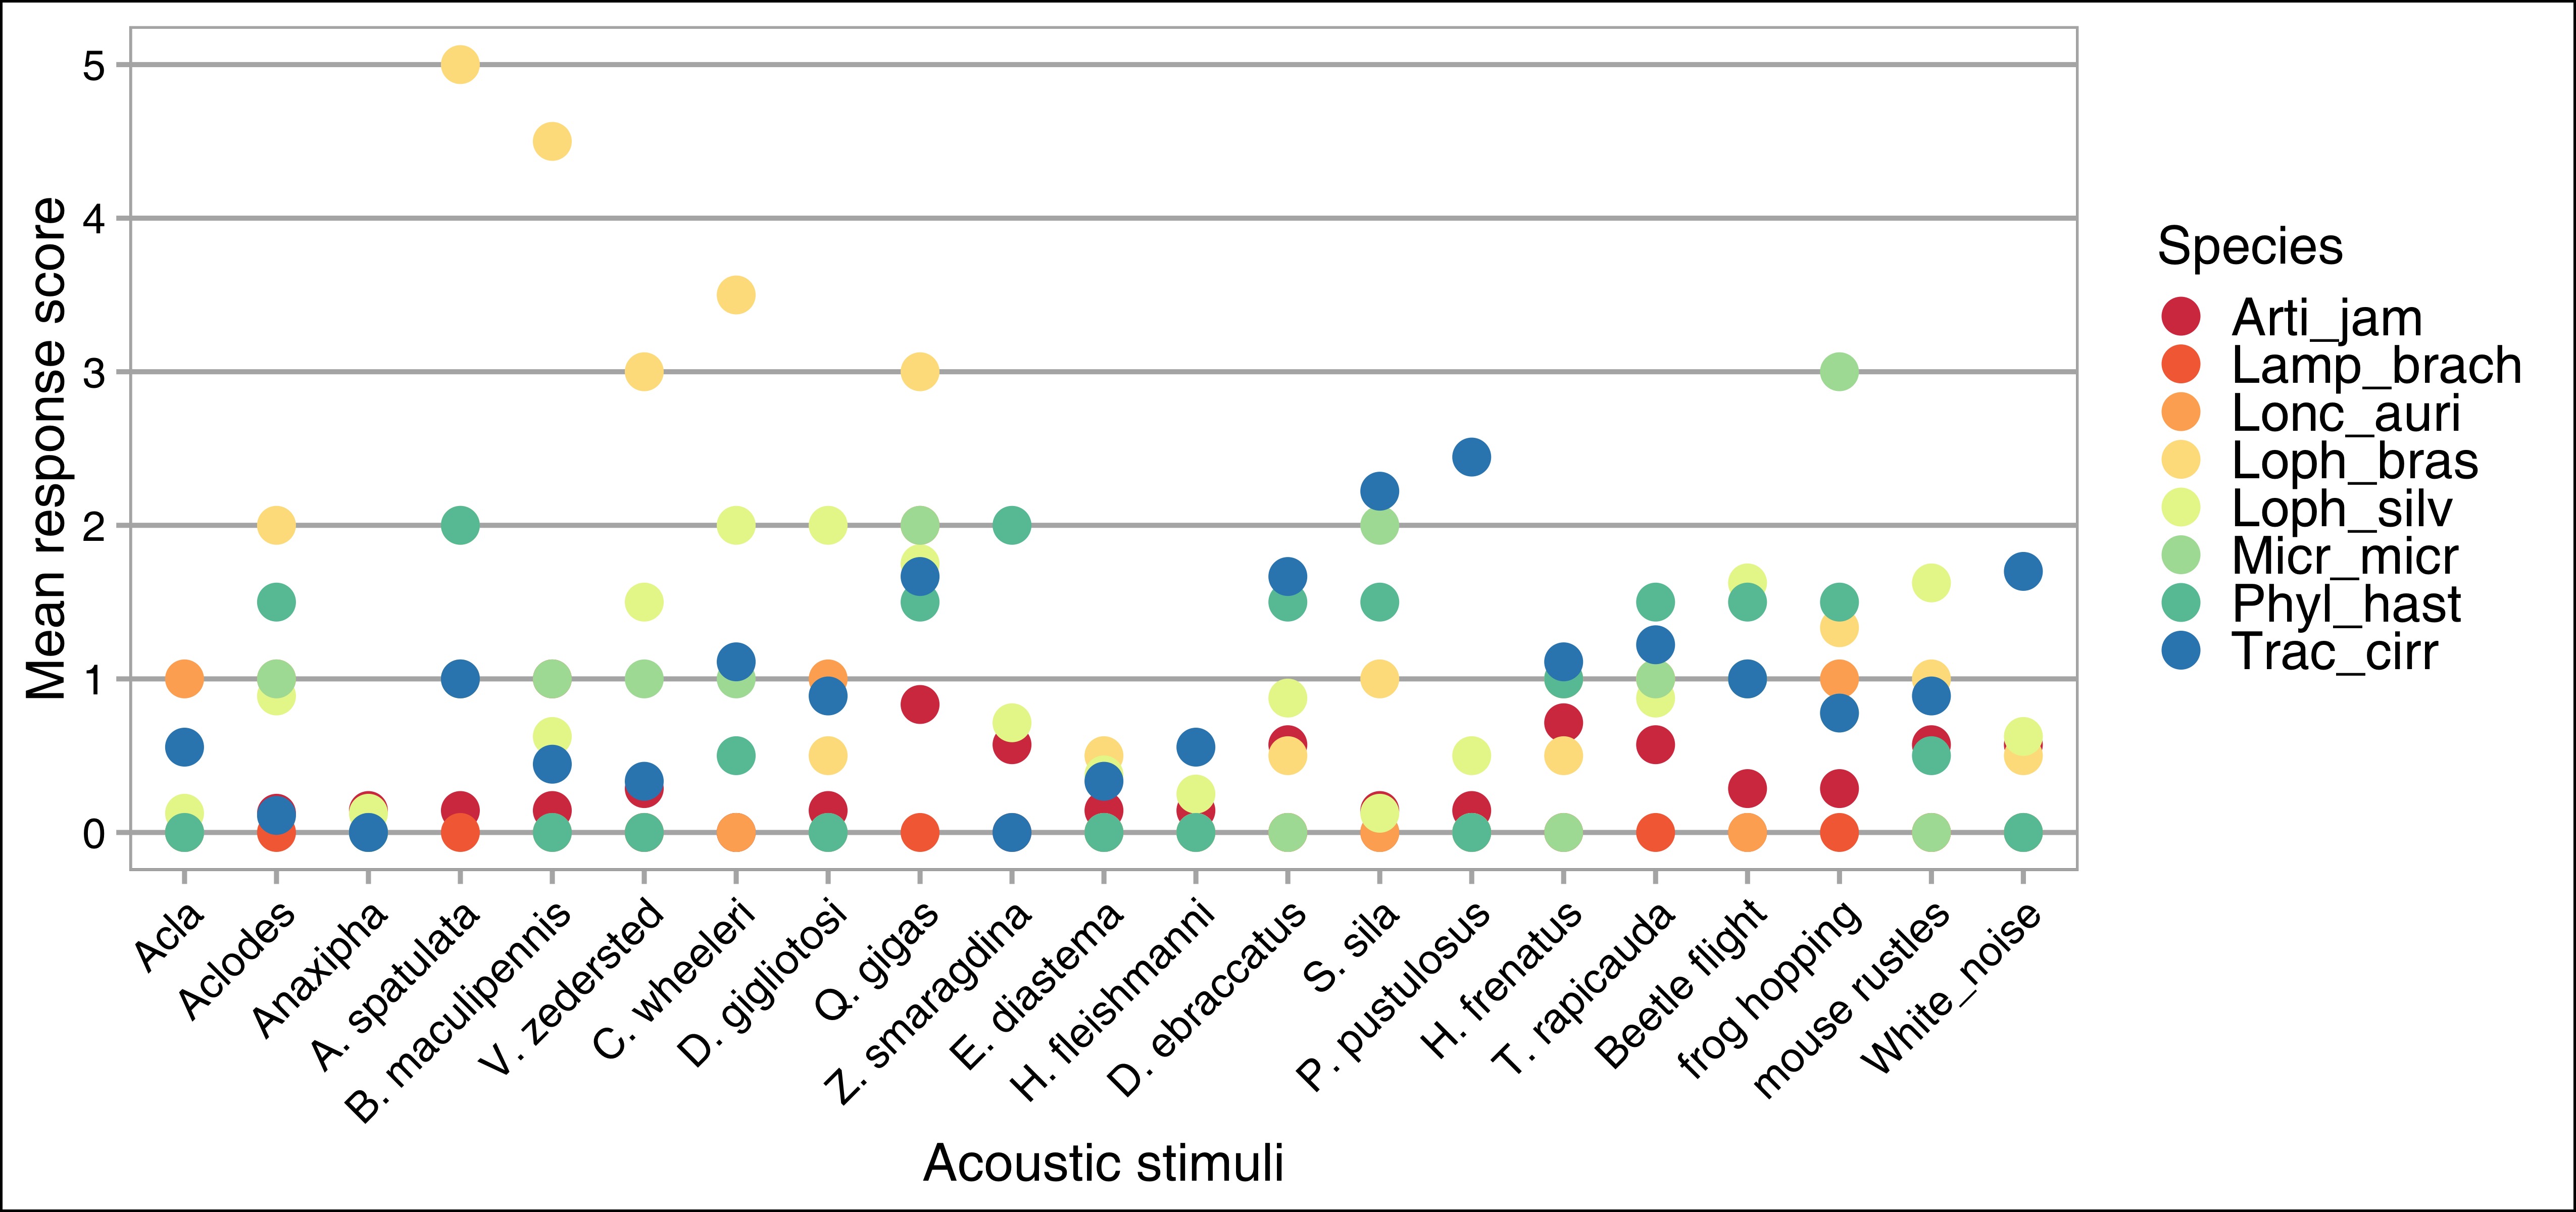 Mean response score
5
4
3
2
1
0
Acla
Aclodes
Anaxipha
A. spatulata
B. maculipennis
V. zedersted
C. wheeleri
D. gigliotosi
Q. gigas
Z. smaragdina
E. diastema
H. fleishmanni
D. ebraccatus
S. sila
P. pustulosus
H. frenatus
T. rapicauda
Beetle flight
frog hopping
mouse rustles
White_noise
Acoustic stimuli
Species
Arti_jam
Lamp_brach
Lonc_auri
Loph_bras
Loph_silv
Micr_micr
Phyl_hast
Trac_cirr